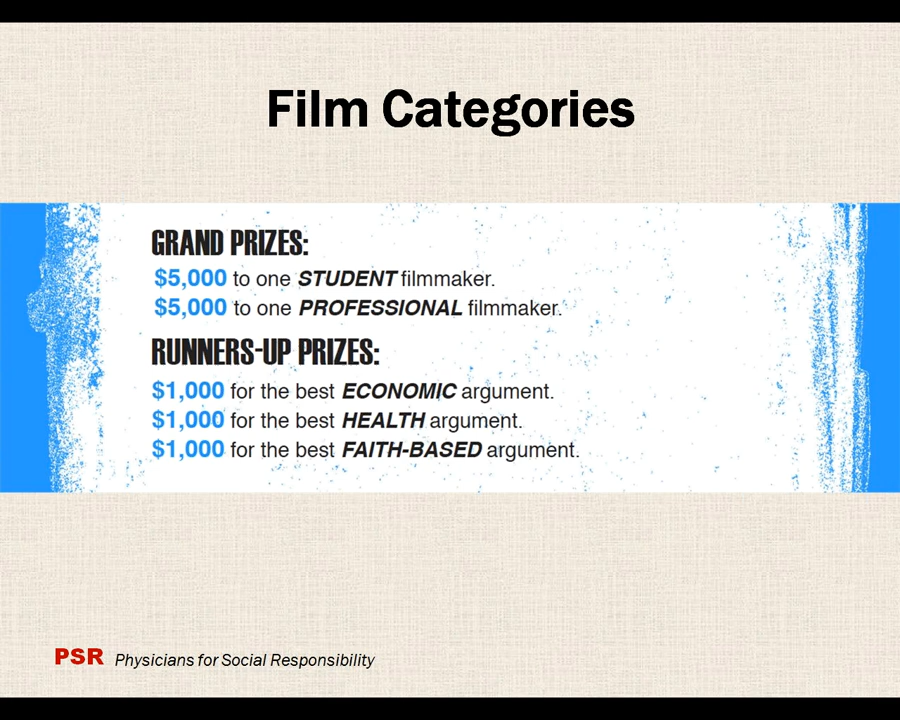 Film Categories
GRAND PRIZES:
$5,000 to one STUDENT filmmaker.
$5,000 to one PROFESSIONAL filmmaker.
RUNNERS-UP PRIZES:
$1,000 for the best ECONOMIC argument.
$1,000 for the best HEALTH argument.
$1,000 for the best FAITH-BASED argument.
PSR Physicians for Social Responsibility